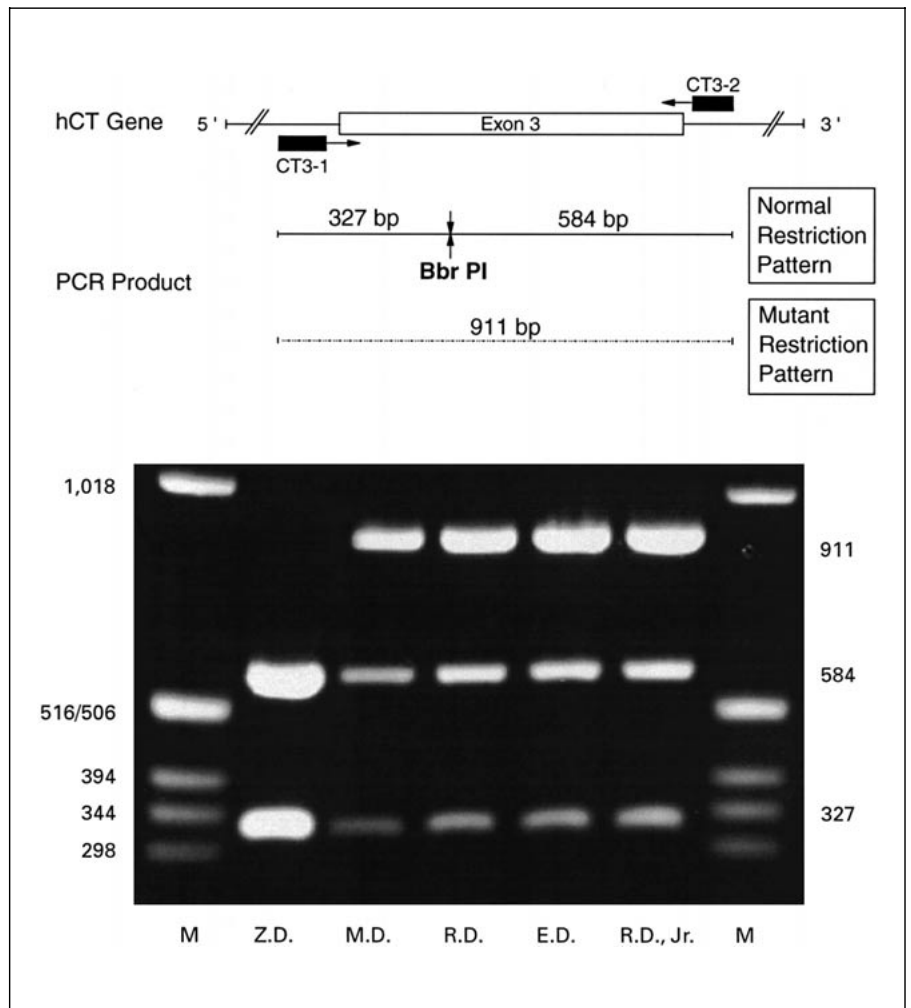 CT3-2
hCT Gene 5' Exon 3 3'
CT3-1
327 bp 584 bp
Normal
Restriction
Pattern
Bbr PI
PCR Product
911 bp
Mutant
Restriction
Pattern
1,018
911
584
516/506
394
344 327
298
M Z.D. M.D. R.D. E.D. R.D., Jr. M